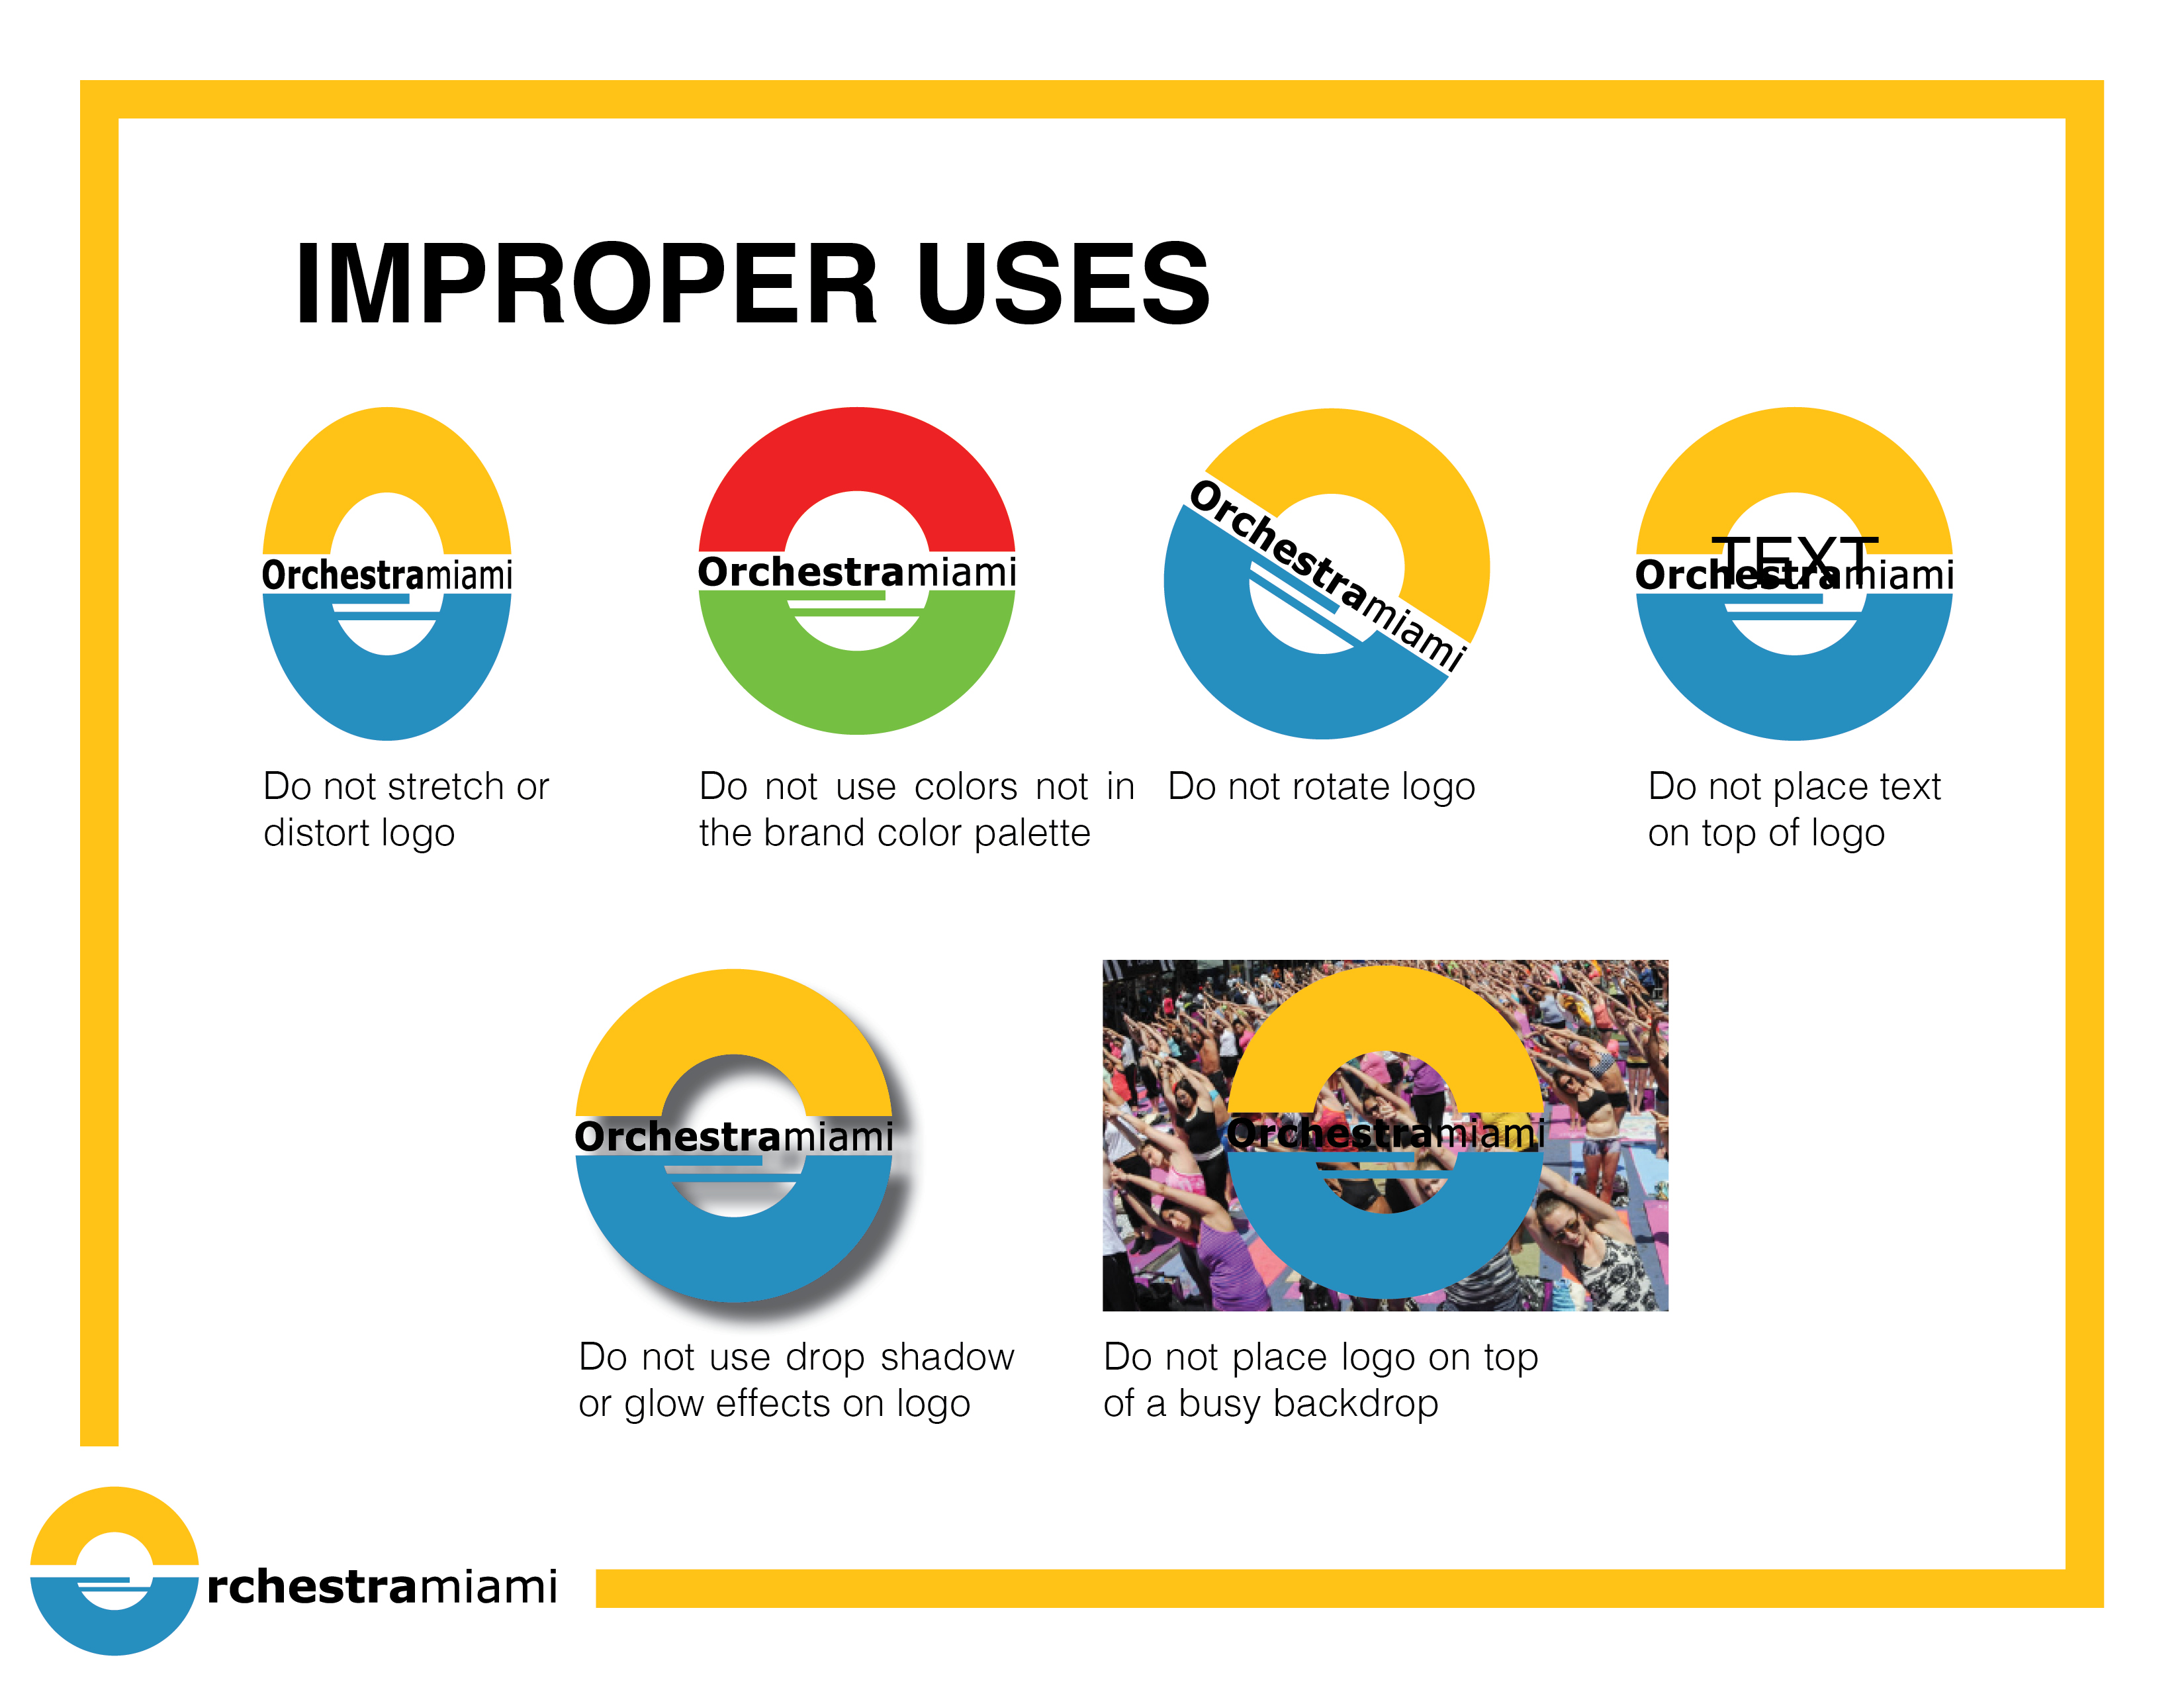 IMPROPER USES
Orchestramiami
Orchestramiami
Orchestramiami
TEXT
Orchestramiami
Do not stretch or
distort logo
Do not use colors not in
the brand color palette
Do not rotate logo
Do not place text
on top of logo
Orchestramiami
Orchestramiami
Do not use drop shadow
or glow effects on logo
Do not place logo on top
of a busy backdrop
rchestramiami